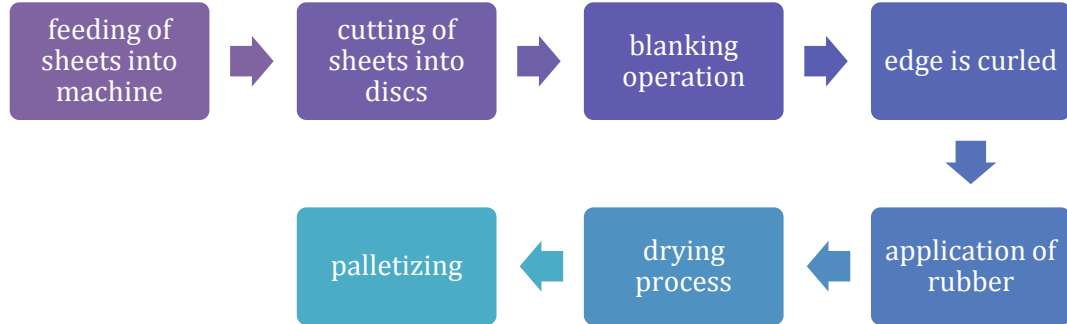 feeding of
sheets into
machine
cutting of
sheets into
discs
blanking
operation
edge is curled
application of
rubber
drying
process
palletizing